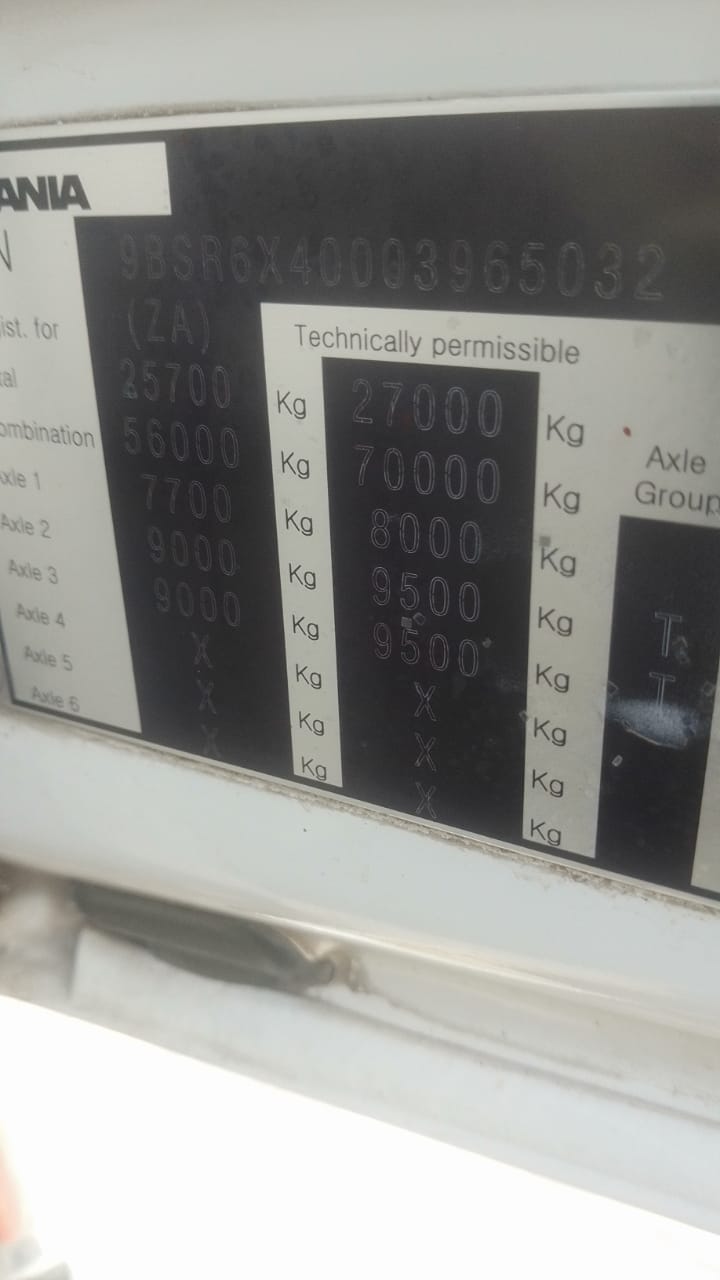 ANIA
N 9BSR6X40003965032
ist. for (ZA) Technically permissible
al 25700 Kg 27000 Kg
ombination 56000 Kg 70000 Kg Axle Group
xle 1 7700 Kg 8000 Kg
Axle 2 9000 Kg 9500 Kg T
Axle 3 9000 Kg 9500 Kg T
Axle 4 X Kg X Kg
Axle 5 X Kg X Kg
Axle 6 X Kg X Kg